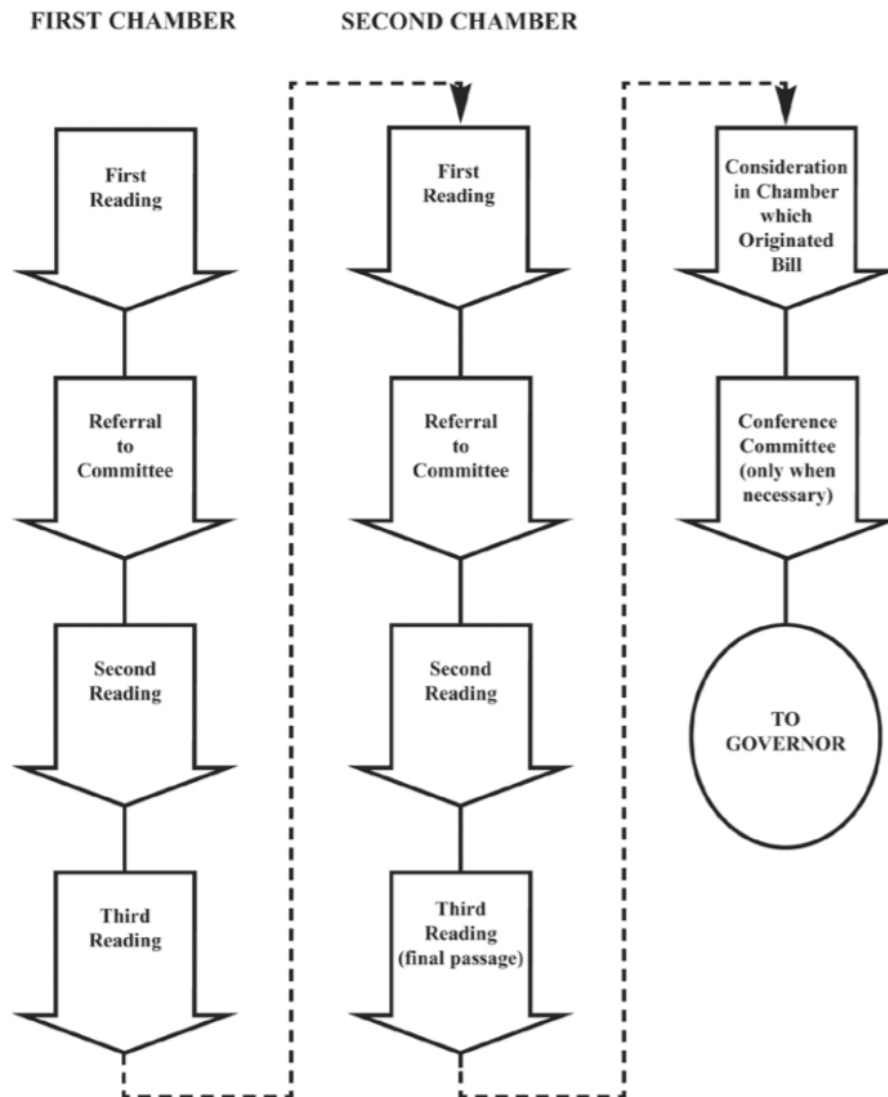 FIRST CHAMBER
First
Reading
Referral
to
Committee
Second
Reading
Third
Reading
SECOND CHAMBER
First
Reading
Referral
to
Committee
Second
Reading
Third
Reading
(final passage)
Consideration
in Chamber
which
Originated
Bill
Conference
Committee
(only when
necessary)
TO
GOVERNOR